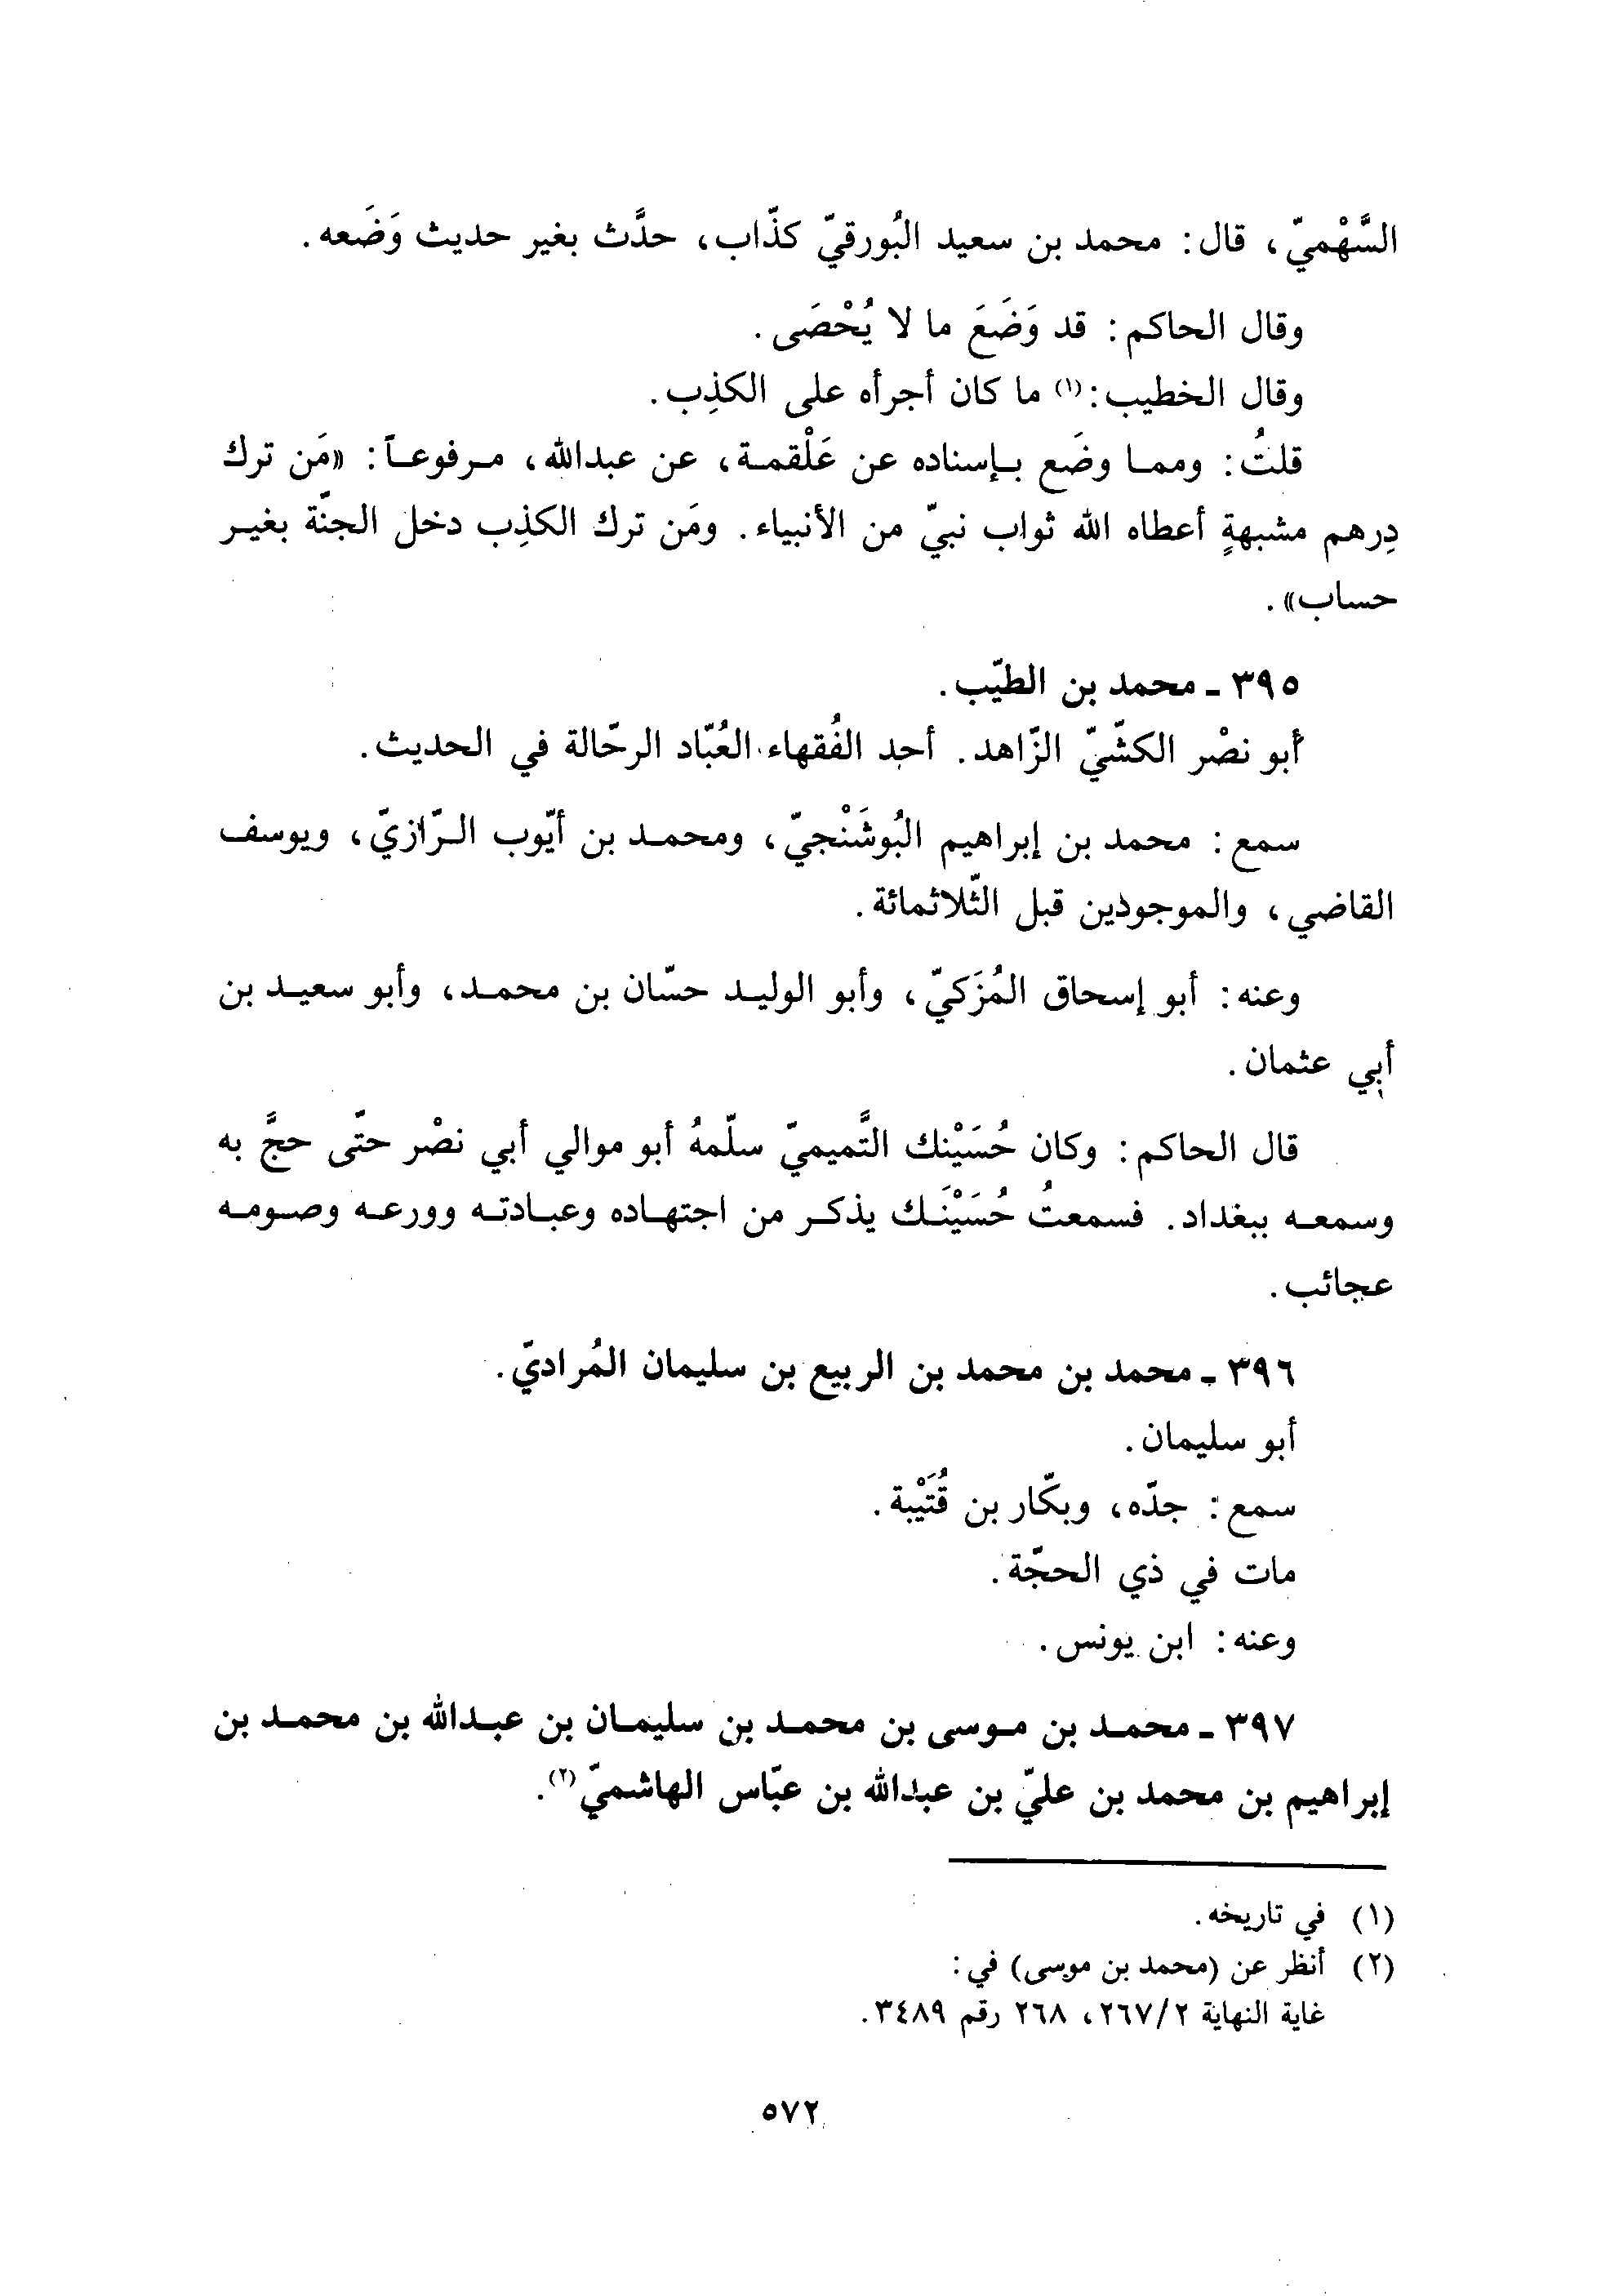 السَّهْميّ، قال: محمد بن سعيد البُورقيّ كذّاب، حدَّث بغير حديث وَضَعه.
وقال الحاكم: قد وَضَعَ ما لا يُحْصَى.
وقال الخطيب:(١) ما كان أجرأه على الكذِب.
قلتُ: ومما وضَع بإسناده عن عَلْقمة، عن عبدالله، مرفوعاً: «مَن ترك
دِرهم مشبهةٍ أعطاه الله ثواب نبيّ من الأنبياء. ومَن ترك الكذِب دخل الجنّة بغير
حساب».
٣٩٥ ـ محمد بن الطيّب.
أبو نصْر الكشّيّ الزّاهد. أحد الفُقهاء العُبّاد الرحّالة في الحديث.
سمع: محمد بن إبراهيم البُوشَنْجيّ، ومحمد بن أيّوب الرّازيّ، ويوسف
القاضي، والموجودين قبل الثّلاثمائة.
وعنه: أبو إسحاق المُزَكيّ، وأبو الوليد حسّان بن محمد، وأبو سعيد بن
أبي عثمان.
قال الحاكم: وكان حُسَيْنك التَّميميّ سلّمهُ أبو موالي أبي نصْر حتّى حجَّ به
وسمعه ببغداد. فسمعتُ حُسَيْنَك يذكر من اجتهاده وعبادته وورعه وصومه
عجائب.
٣٩٦ ـ محمد بن محمد بن الربيع بن سليمان المُراديّ.
أبو سليمان.
سمع: جدّه، وبكّار بن قُتَيْبة.
مات في ذي الحجّة.
وعنه: ابن يونس.
٣٩٧ ـ محمد بن موسى بن محمد بن سليمان بن عبدالله بن محمد بن
إبراهيم بن محمد بن عليّ بن عبدالله بن عبّاس الهاشميّ(٢).
(١) في تاريخه.
(٢) أنظر عن (محمد بن موسى) في:
غاية النهاية ٢/٢٦٧، ٢٦٨ رقم ٣٤٨٩.
٥٧٢